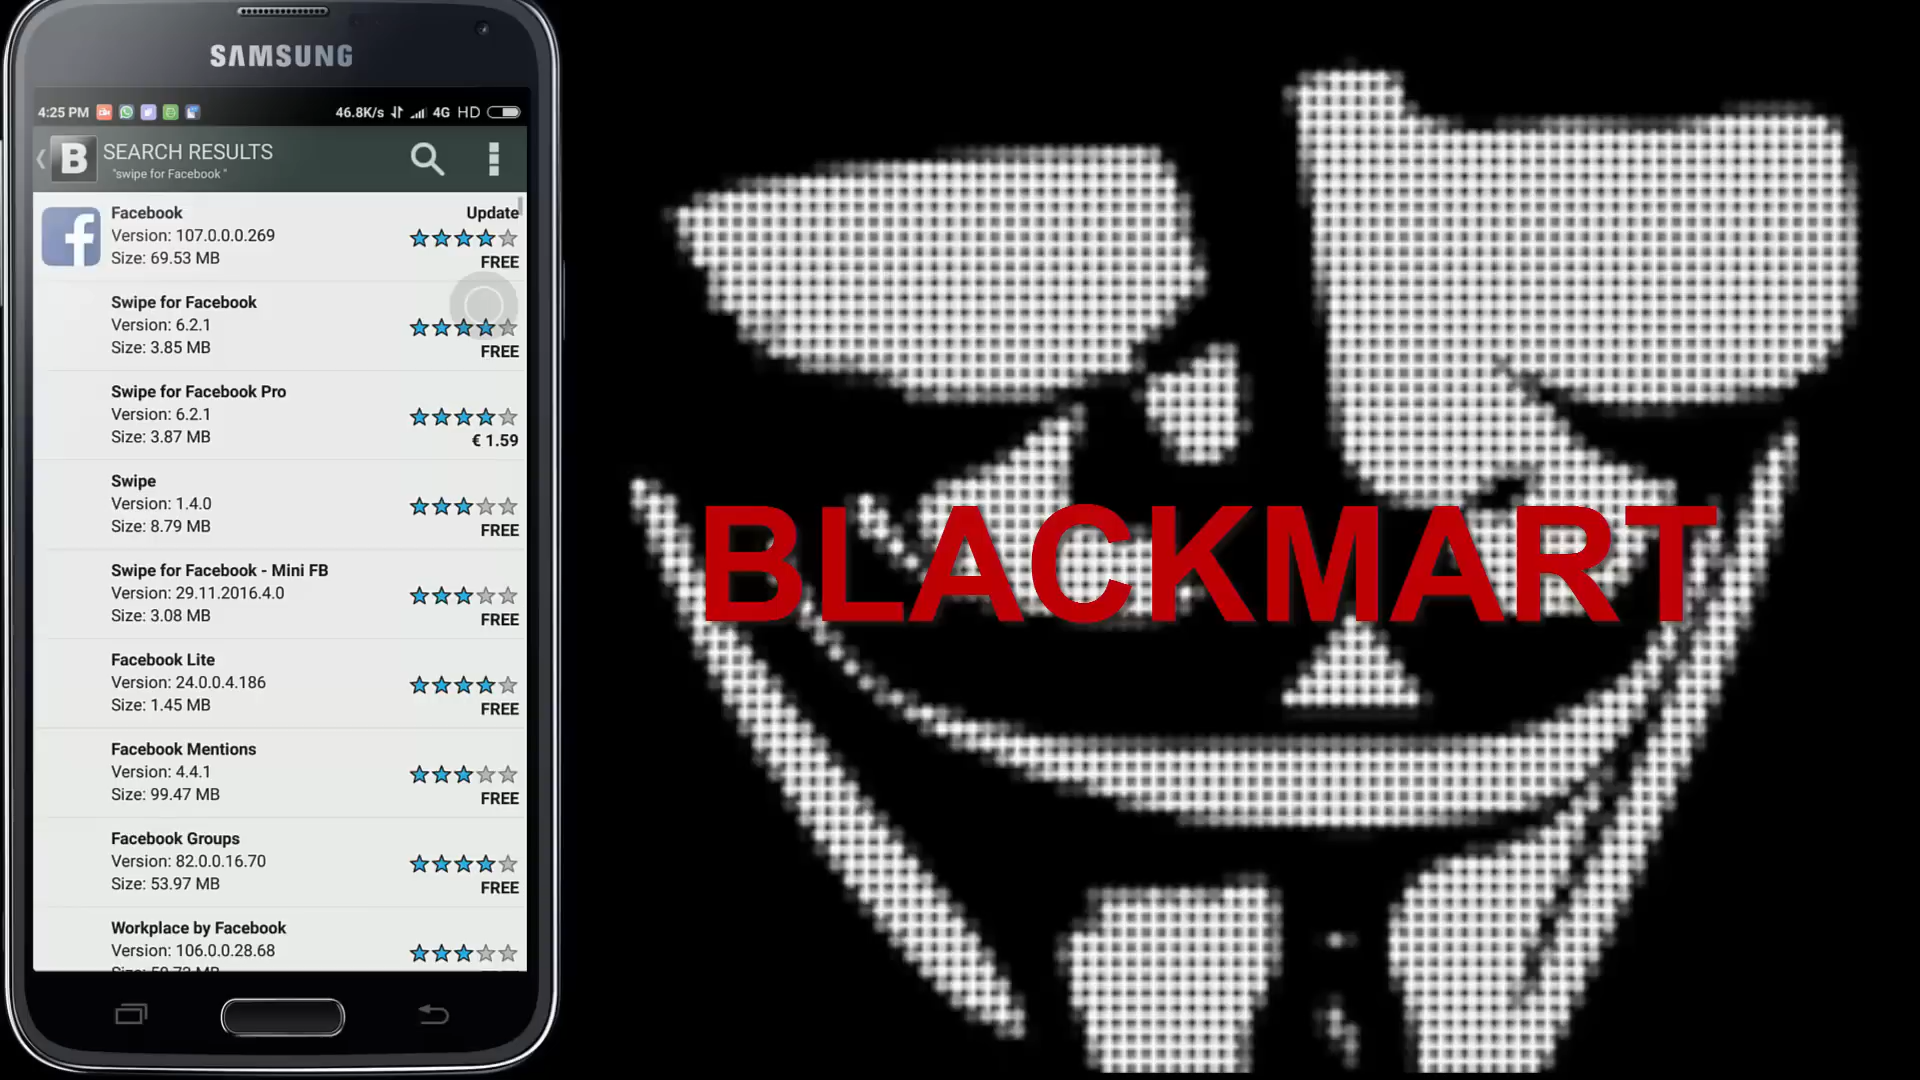 SAMSUNG
4:25 PM 46.8K/s 4G HD
B SEARCH RESULTS
"swipe for Facebook "
f Facebook Update
Version: 107.0.0.0.269
Size: 69.53 MB FREE
Swipe for Facebook
Version: 6.2.1
Size: 3.85 MB FREE
Swipe for Facebook Pro
Version: 6.2.1
Size: 3.87 MB € 1.59
Swipe
Version: 1.4.0
Size: 8.79 MB FREE
Swipe for Facebook - Mini FB
Version: 29.11.2016.4.0
Size: 3.08 MB FREE
Facebook Lite
Version: 24.0.0.4.186
Size: 1.45 MB FREE
Facebook Mentions
Version: 4.4.1
Size: 99.47 MB FREE
Facebook Groups
Version: 82.0.0.16.70
Size: 53.97 MB FREE
Workplace by Facebook
Version: 106.0.0.28.68
BLACKMART